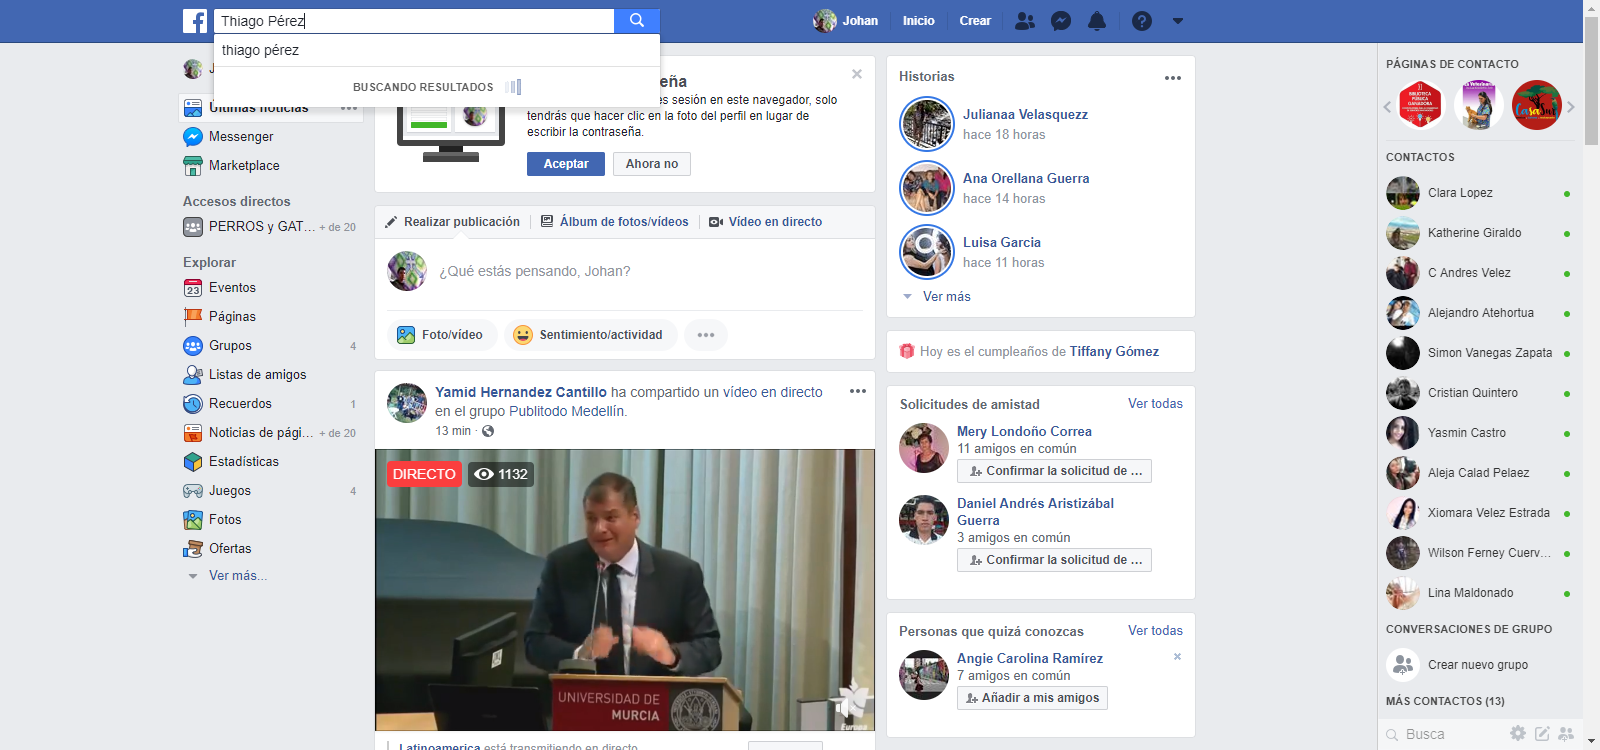 Thiago Pérez
Johan
Inicio
Crear
thiago pérez
BUSCANDO RESULTADOS
Últimas noticias
Messenger
Marketplace
Accesos directos
PERROS y GAT... + de 20
Explorar
Eventos
Páginas
Grupos 4
Listas de amigos
Recuerdos 1
Noticias de pági... + de 20
Estadísticas
Juegos 4
Fotos
Ofertas
Ver más...
eña
es sesión en este navegador, solo
tendrás que hacer clic en la foto del perfil en lugar de
escribir la contraseña.
Aceptar
Ahora no
Realizar publicación
Álbum de fotos/vídeos
Vídeo en directo
¿Qué estás pensando, Johan?
Foto/vídeo
Sentimiento/actividad
Yamid Hernandez Cantillo ha compartido un vídeo en directo
en el grupo Publitodo Medellín.
13 min ·
DIRECTO
1132
UNIVERSIDAD DE
MURCIA
Europea
Latinoamerica está transmitiendo en directo
Historias
Julianaa Velasquezz
hace 18 horas
Ana Orellana Guerra
hace 14 horas
Luisa Garcia
hace 11 horas
Ver más
Hoy es el cumpleaños de Tiffany Gómez
Solicitudes de amistad Ver todas
Mery Londoño Correa
11 amigos en común
Confirmar la solicitud de ...
Daniel Andrés Aristizábal
Guerra
3 amigos en común
Confirmar la solicitud de ...
Personas que quizá conozcas Ver todas
Angie Carolina Ramírez
7 amigos en común
Añadir a mis amigos
PÁGINAS DE CONTACTO
BIBLIOTECA
PÚBLICA
GANADORA
CasaSur
CONTACTOS
Clara Lopez
Katherine Giraldo
C Andres Velez
Alejandro Atehortua
Simon Vanegas Zapata
Cristian Quintero
Yasmin Castro
Aleja Calad Pelaez
Xiomara Velez Estrada
Wilson Ferney Cuerv...
Lina Maldonado
CONVERSACIONES DE GRUPO
Crear nuevo grupo
MÁS CONTACTOS (13)
Busca